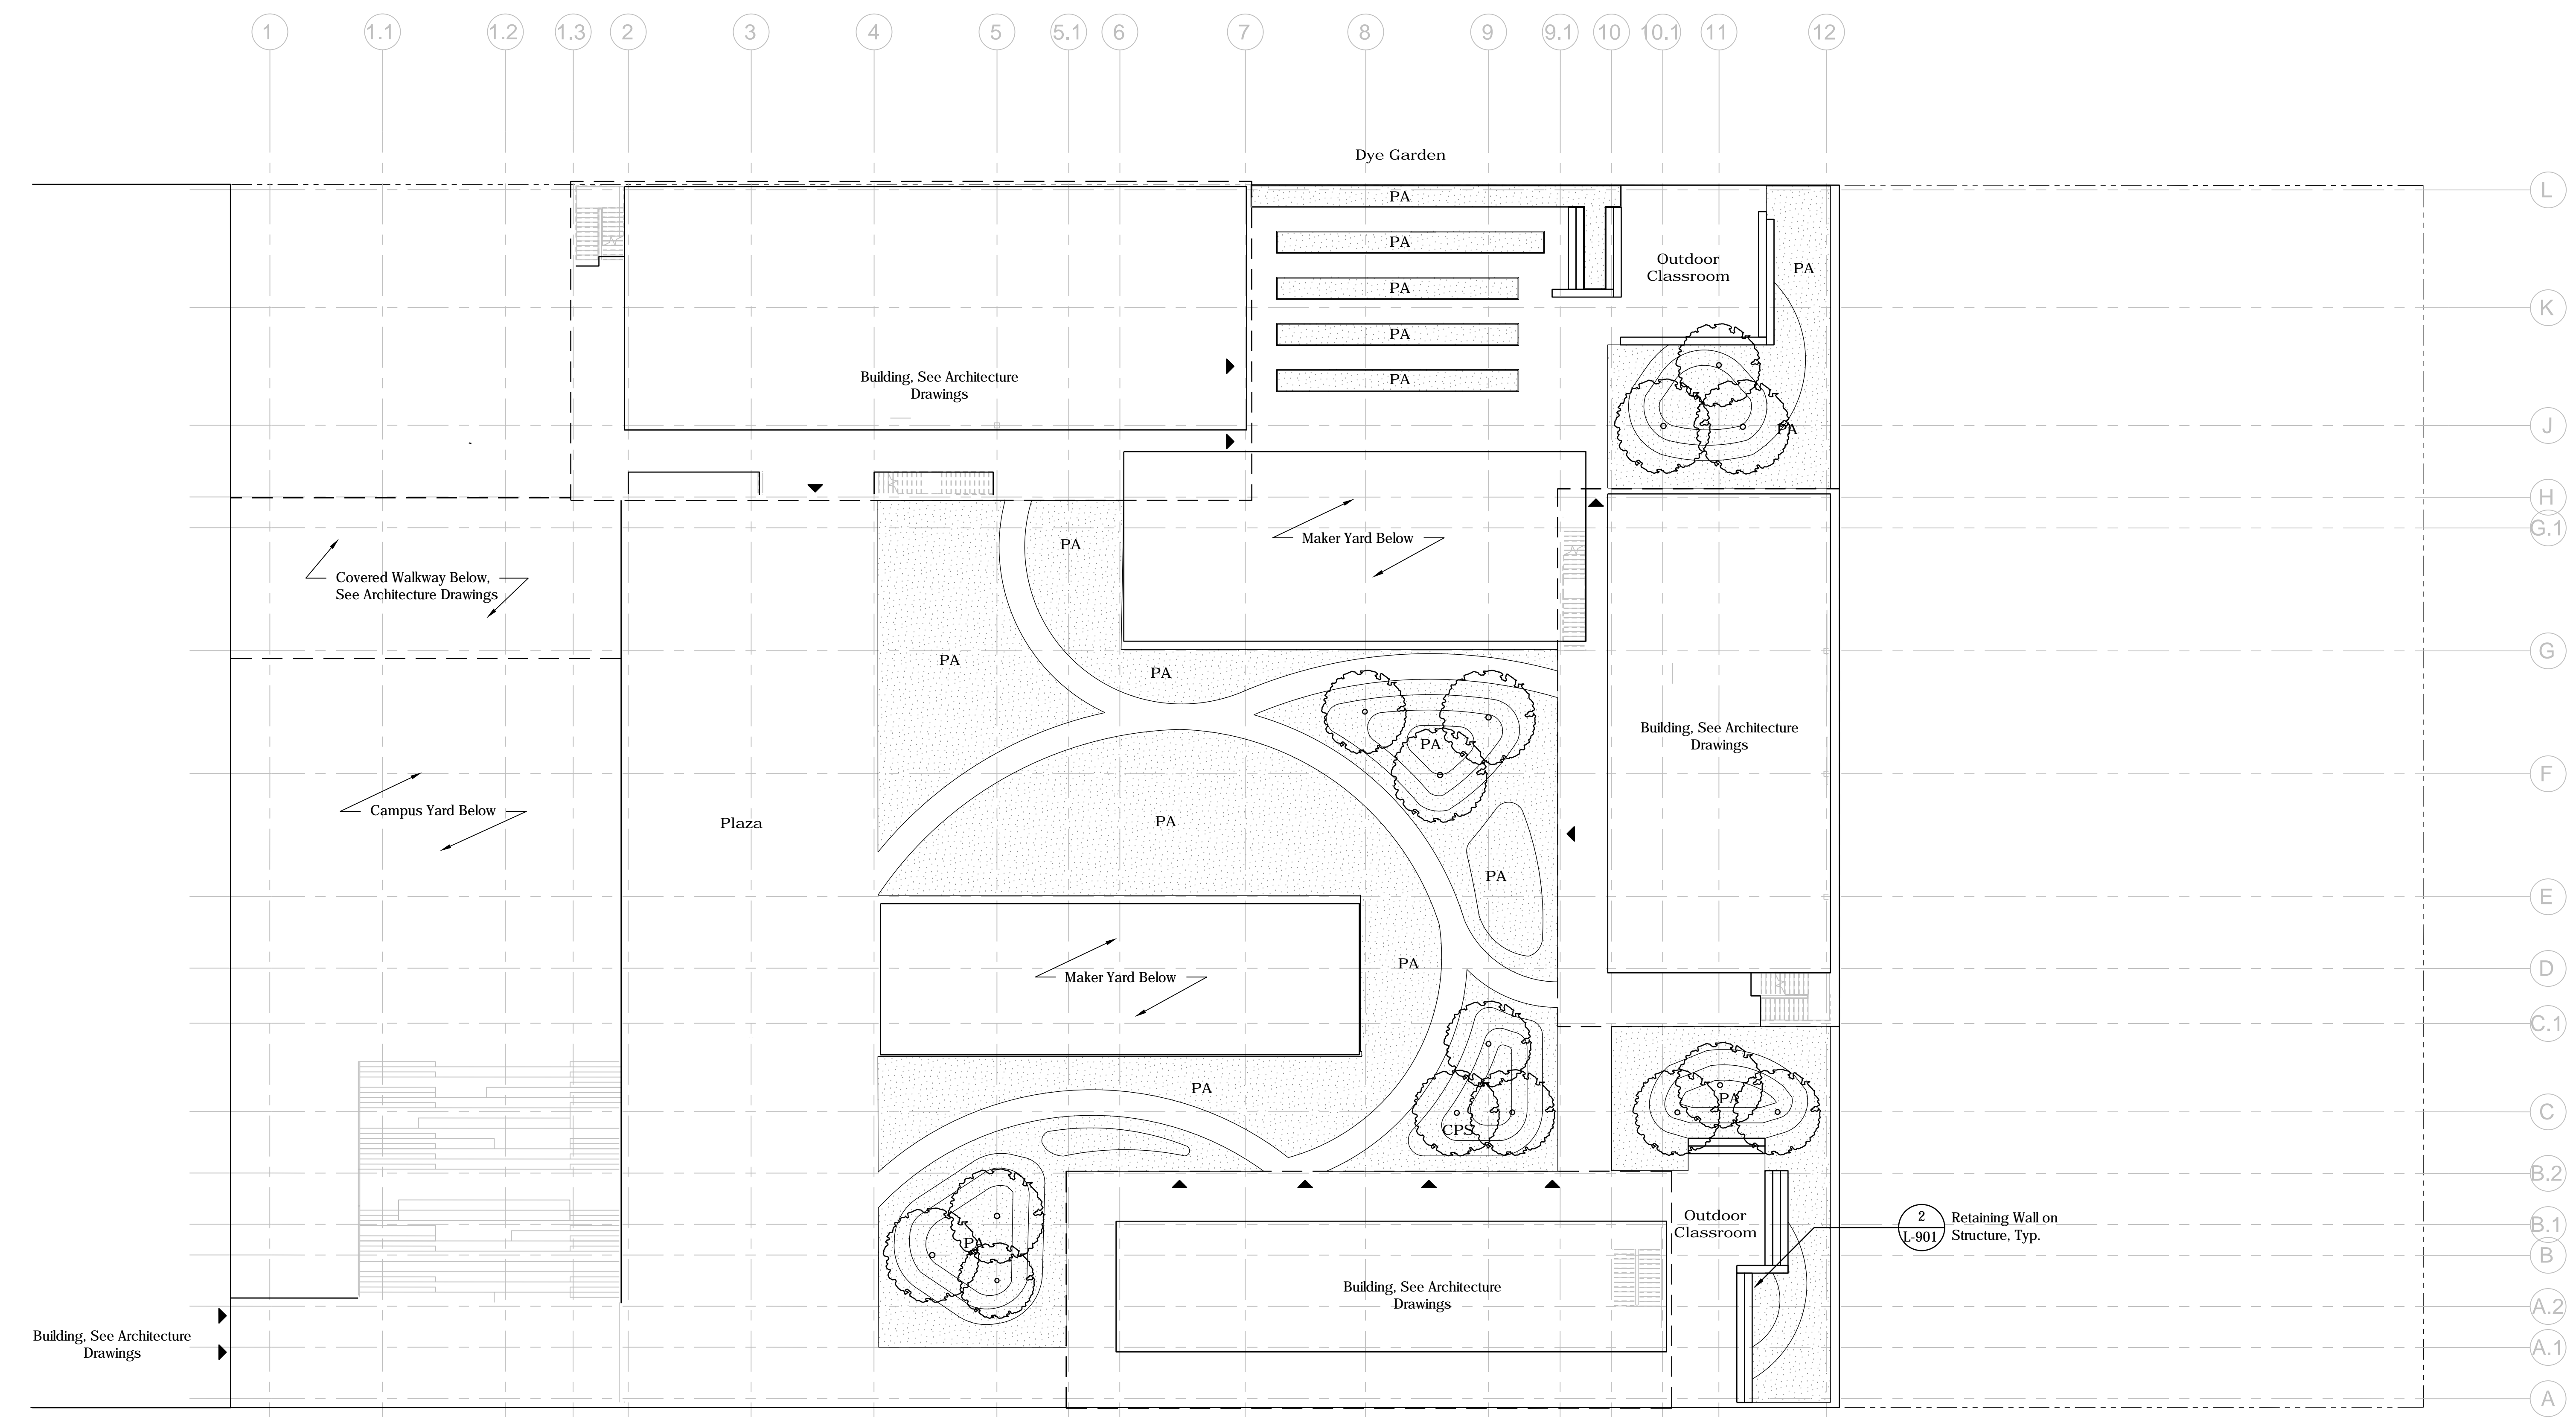 1 1.1 1.2 1.3 2 3 4 5 5.1 6 7 8 9 9.1 10 10.1 11 12
Dye Garden
L
PA
PA
Outdoor
Classroom
PA
PA
K
PA
Building, See Architecture
Drawings
PA
J
PA
H
G.1
Maker Yard Below
PA
Covered Walkway Below,
See Architecture Drawings
G
PA
PA
Building, See Architecture
Drawings
PA
F
Campus Yard Below
Plaza
PA
PA
E
PA
D
Maker Yard Below
C.1
PA
PA
C
CPS
B.2
Outdoor
Classroom
2
L-901
Retaining Wall on
Structure, Typ.
B.1
PA
B
Building, See Architecture
Drawings
A.2
Building, See Architecture
Drawings
A.1
A